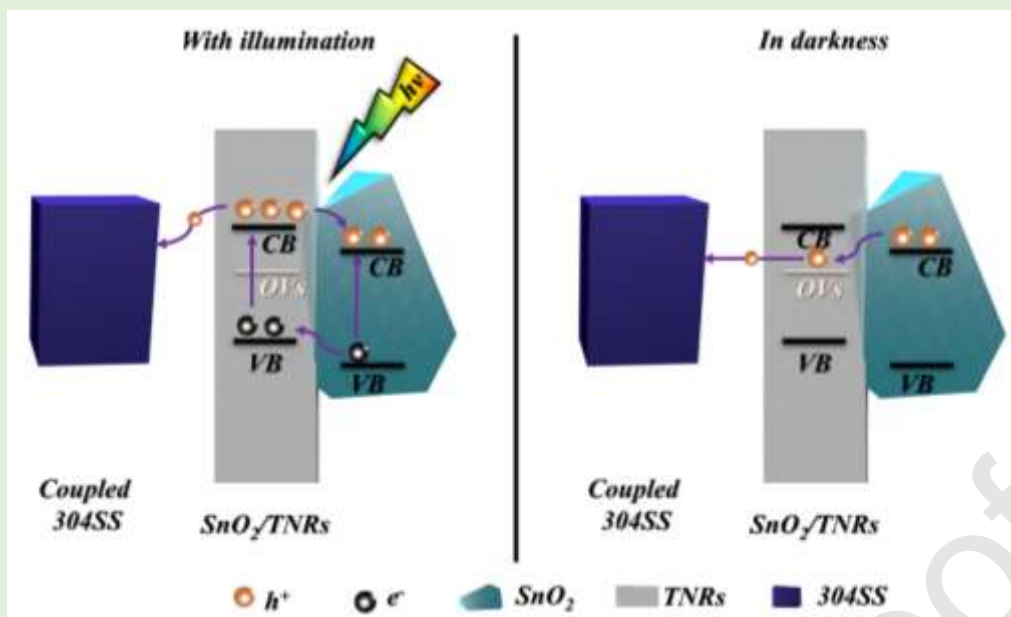 With illumination
In darkness
hν
CB
CB
OVs
VB
VB
CB
CB
OVs
VB
VB
Coupled
304SS
SnO₂/TNRs
Coupled
304SS
SnO₂/TNRs
h⁺ e⁻ SnO₂ TNRs 304SS